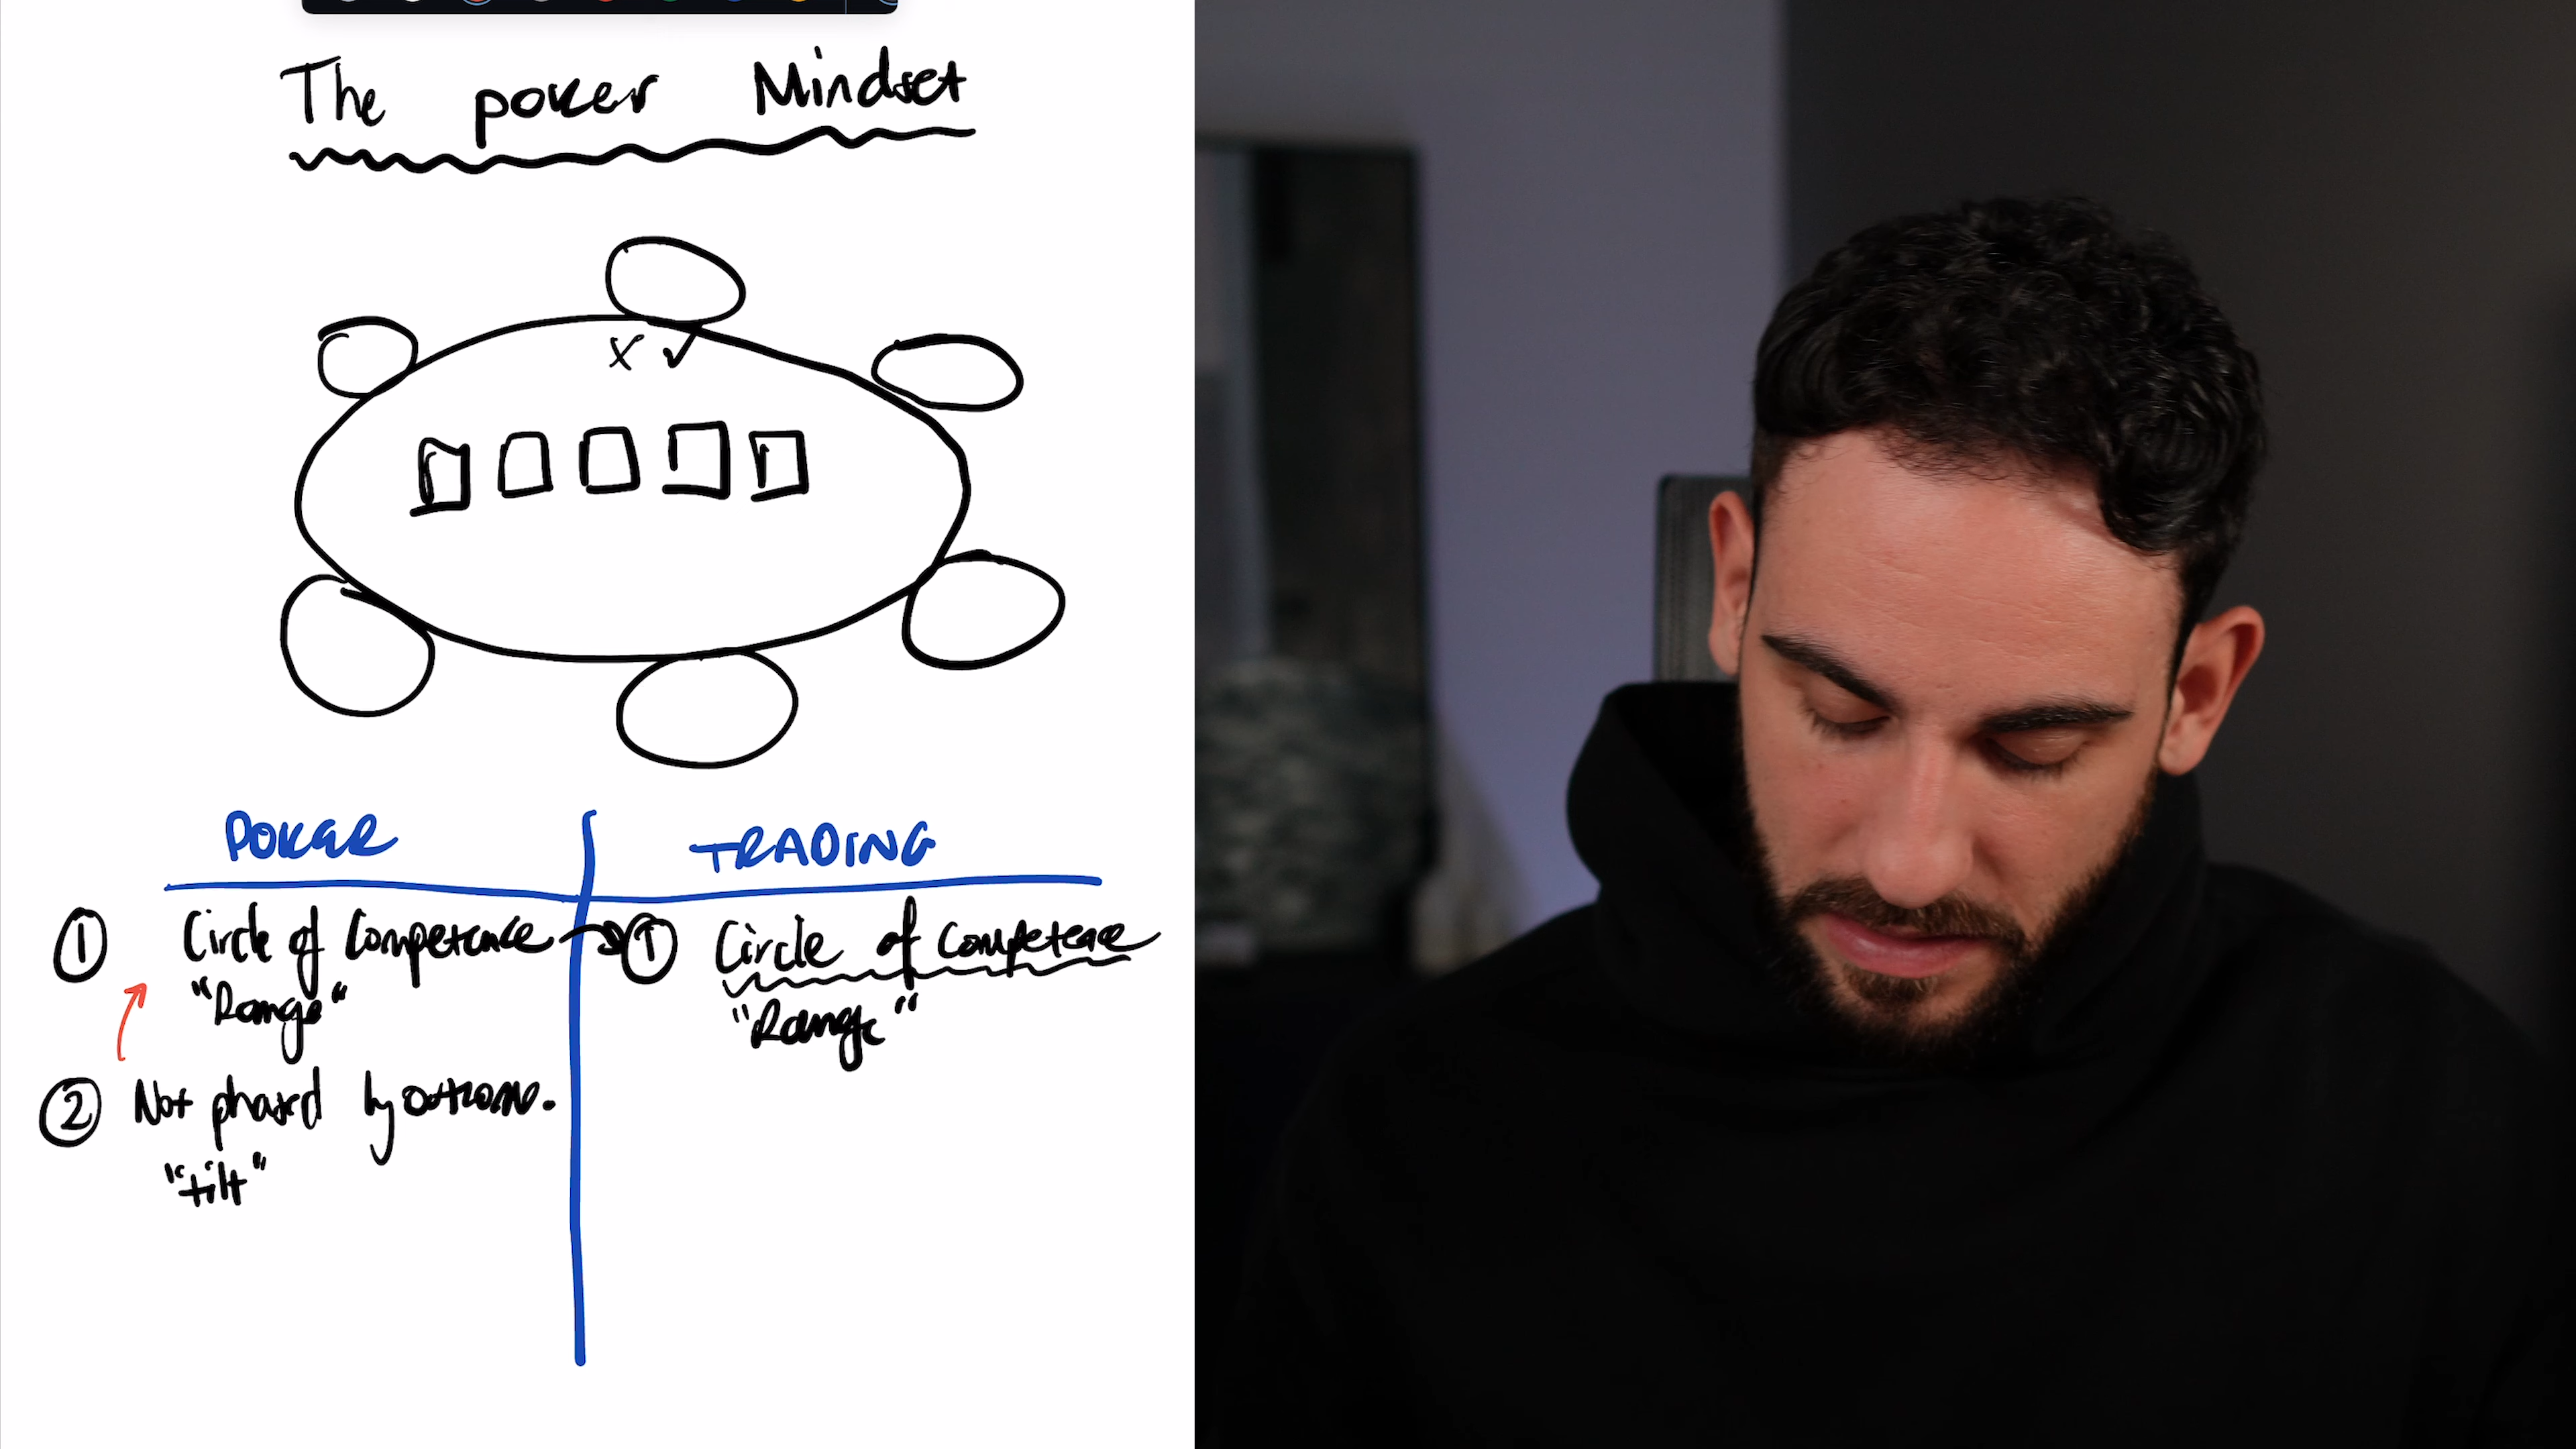 The poker Mindset
X ✓
POKER
TRADING
① Circle of Competence
"Range"
① Circle of Competence
"Range"
② Not phased by outcome.
"tilt"